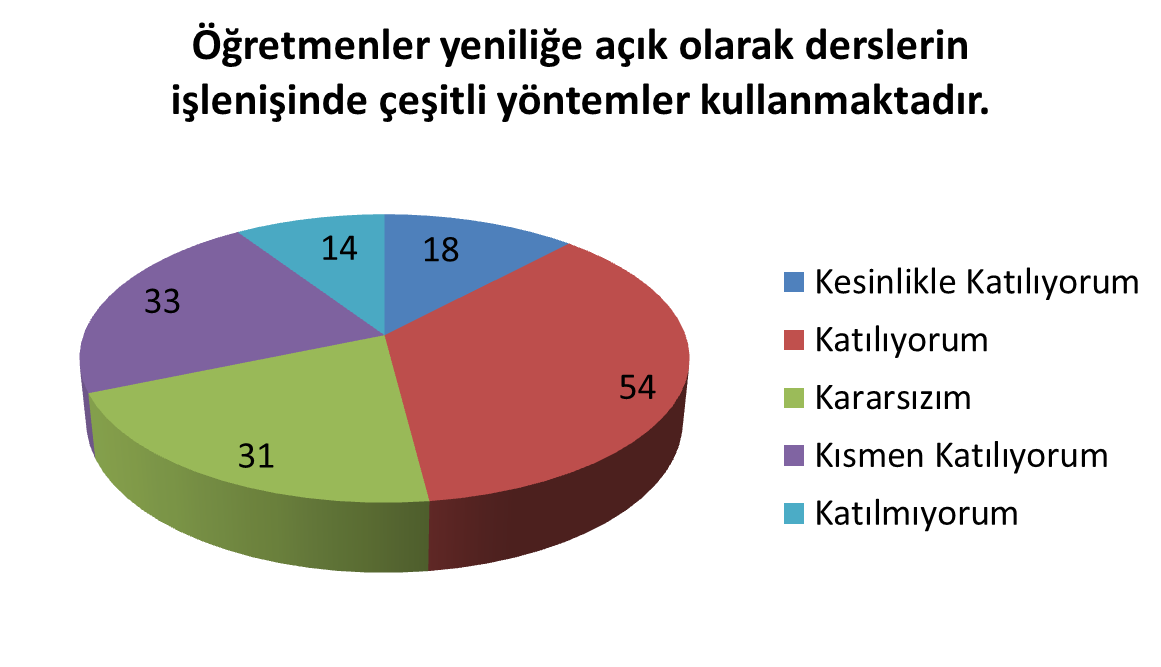 Öğretmenler yeniliğe açık olarak derslerin
işlenişinde çeşitli yöntemler kullanmaktadır.
14
18
33
54
31
Kesinlikle Katılıyorum
Katılıyorum
Kararsızım
Kısmen Katılıyorum
Katılmıyorum